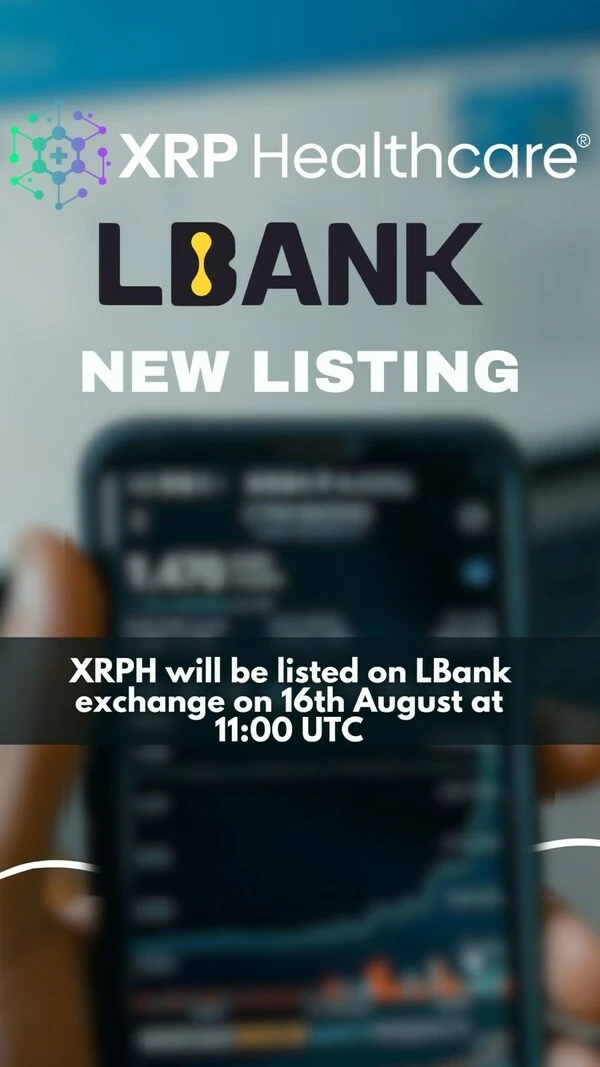 XRP Healthcare®
LBANK
NEW LISTING
XRPH will be listed on LBank
exchange on 16th August at
11:00 UTC